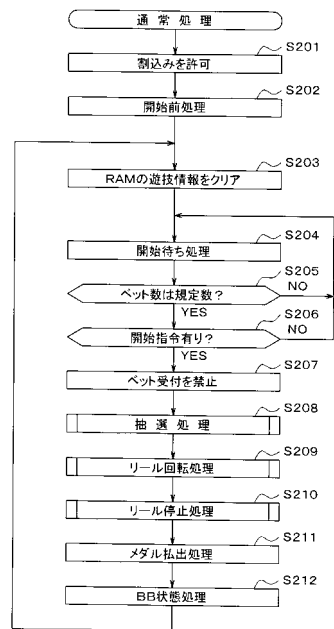 通常処理
S201
割込みを許可
S202
開始前処理
S203
RAMの遊技情報をクリア
S204
開始待ち処理
S205
ベット数は規定数？
NO
YES
S206
開始指令有り？
NO
YES
S207
ベット受付を禁止
S208
抽選処理
S209
リール回転処理
S210
リール停止処理
S211
メダル払出処理
S212
BB状態処理